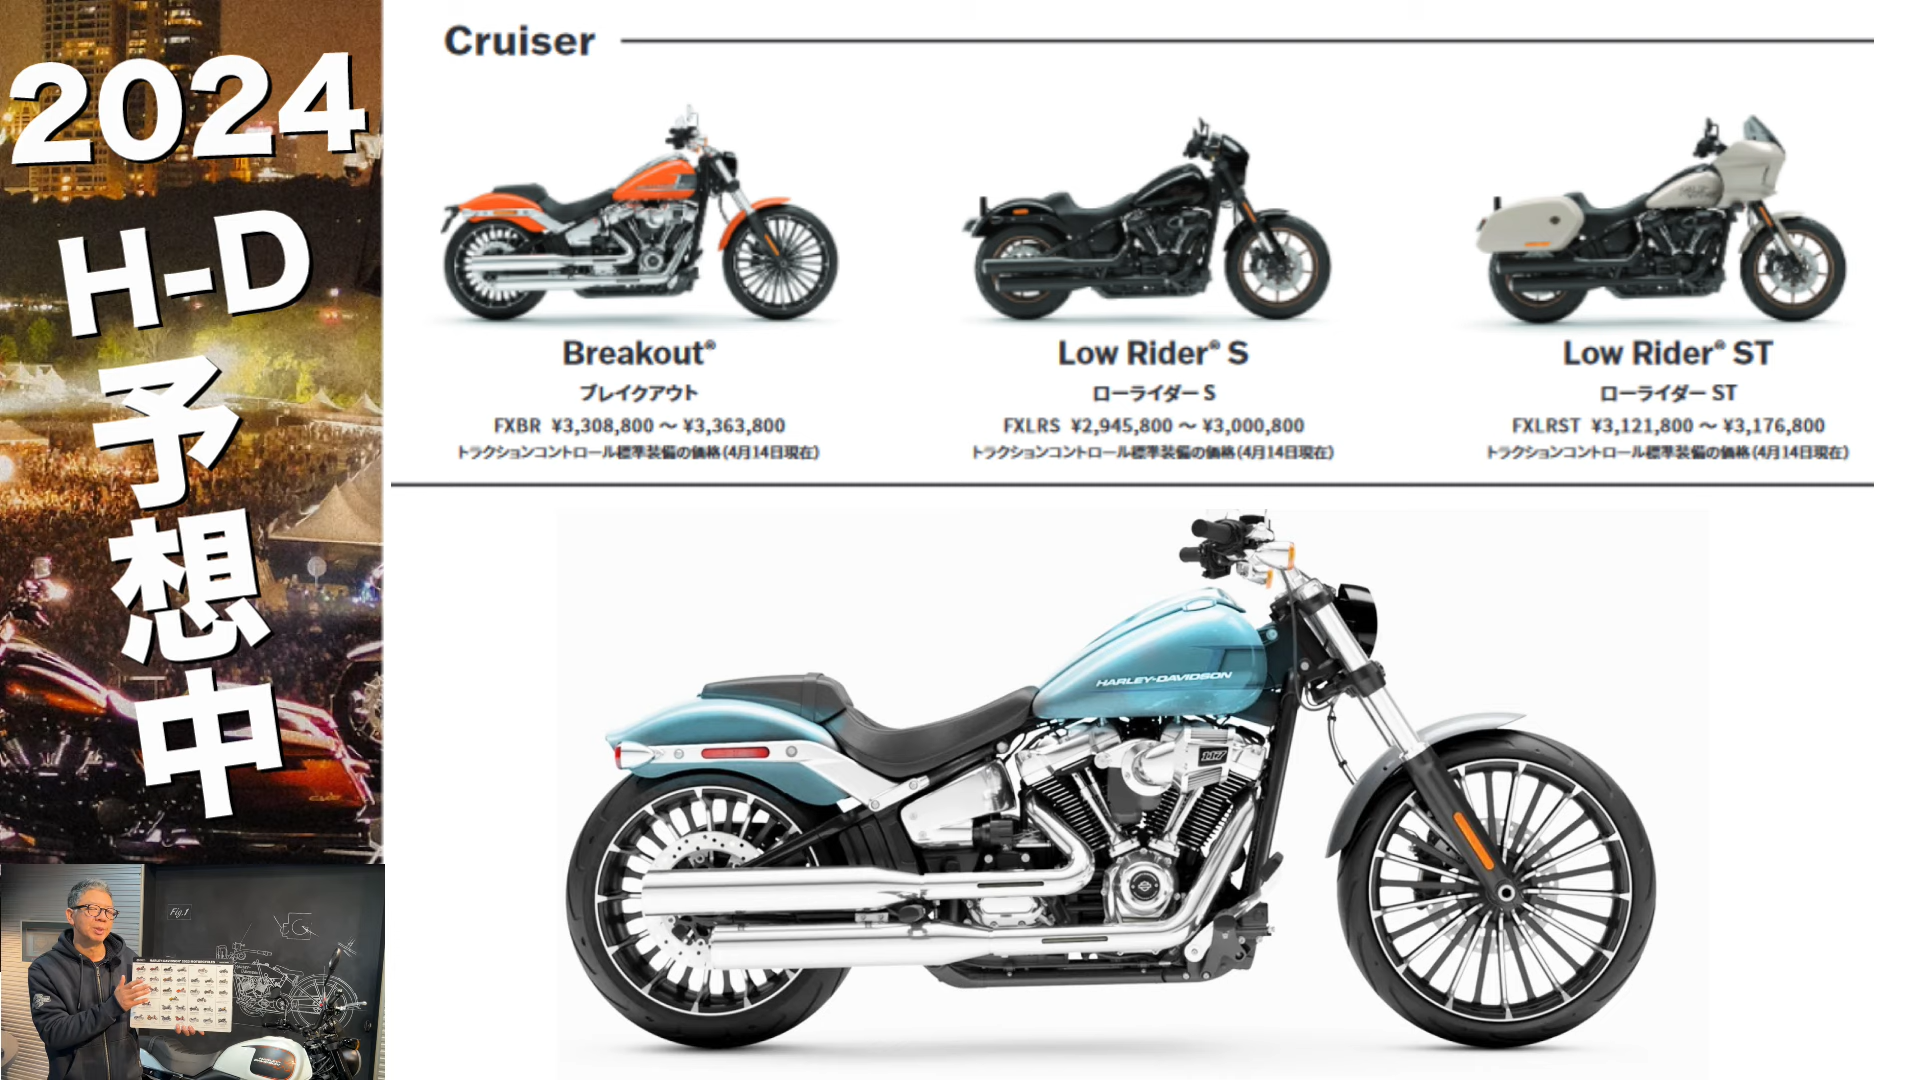 2024
H-D
予
想
中
Cruiser
Breakout®
ブレイクアウト
FXBR ¥3,308,800 ～ ¥3,363,800
トラクションコントロール標準装備の価格(4月14日現在)
Low Rider® S
ローライダー S
FXLRS ¥2,945,800 ～ ¥3,000,800
トラクションコントロール標準装備の価格(4月14日現在)
Low Rider® ST
ローライダー ST
FXLRST ¥3,121,800 ～ ¥3,176,800
トラクションコントロール標準装備の価格(4月14日現在)
HARLEY-DAVIDSON
117
Fig.1
HARLEY-DAVIDSON 2023 MOTORCYCLES